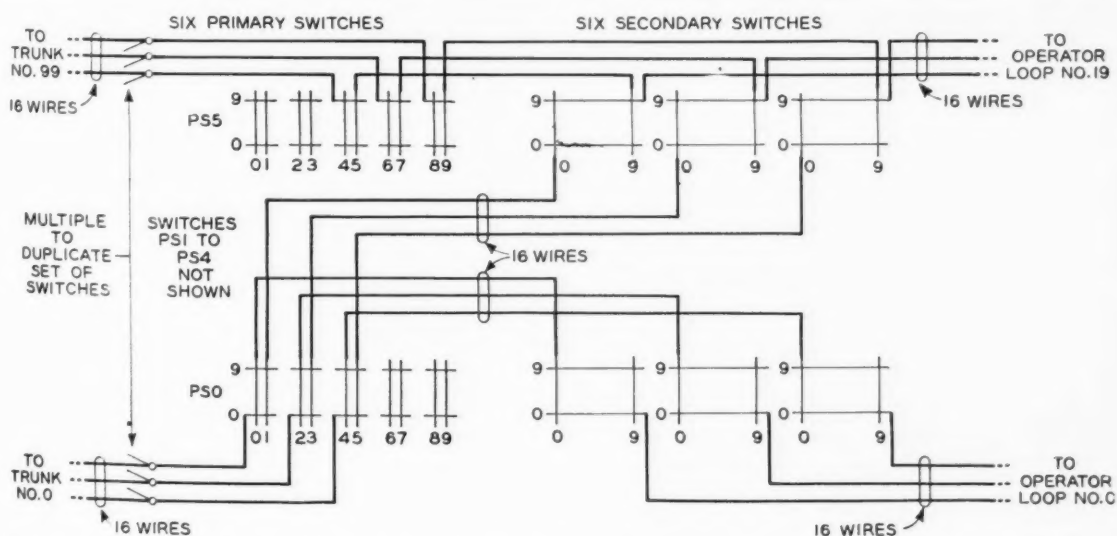 SIX PRIMARY SWITCHES
SIX SECONDARY SWITCHES
TO
TRUNK
NO. 99
TO
OPERATOR
LOOP NO. 19
16 WIRES
16 WIRES
9
9
9
9
PS5
0
0
0
0
01
23
45
67
89
0
9
0
9
0
9
MULTIPLE
TO
DUPLICATE
SET OF
SWITCHES
SWITCHES
PS1 TO
PS4
NOT
SHOWN
16 WIRES
9
9
9
9
PS0
0
0
0
0
01
23
45
67
89
0
9
0
9
0
9
TO
TRUNK
NO.0
TO
OPERATOR
LOOP NO.0
16 WIRES
16 WIRES